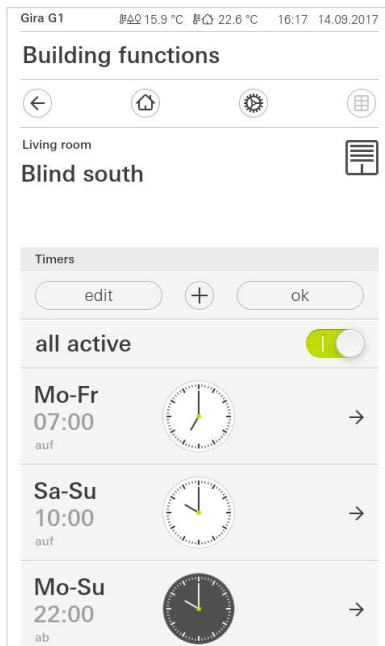 Gira G1 15.9 °C 22.6 °C 16:17 14.09.2017
Building functions
Living room
Blind south
Timers
edit + ok
all active
Mo-Fr
07:00
auf
Sa-Su
10:00
auf
Mo-Su
22:00
ab